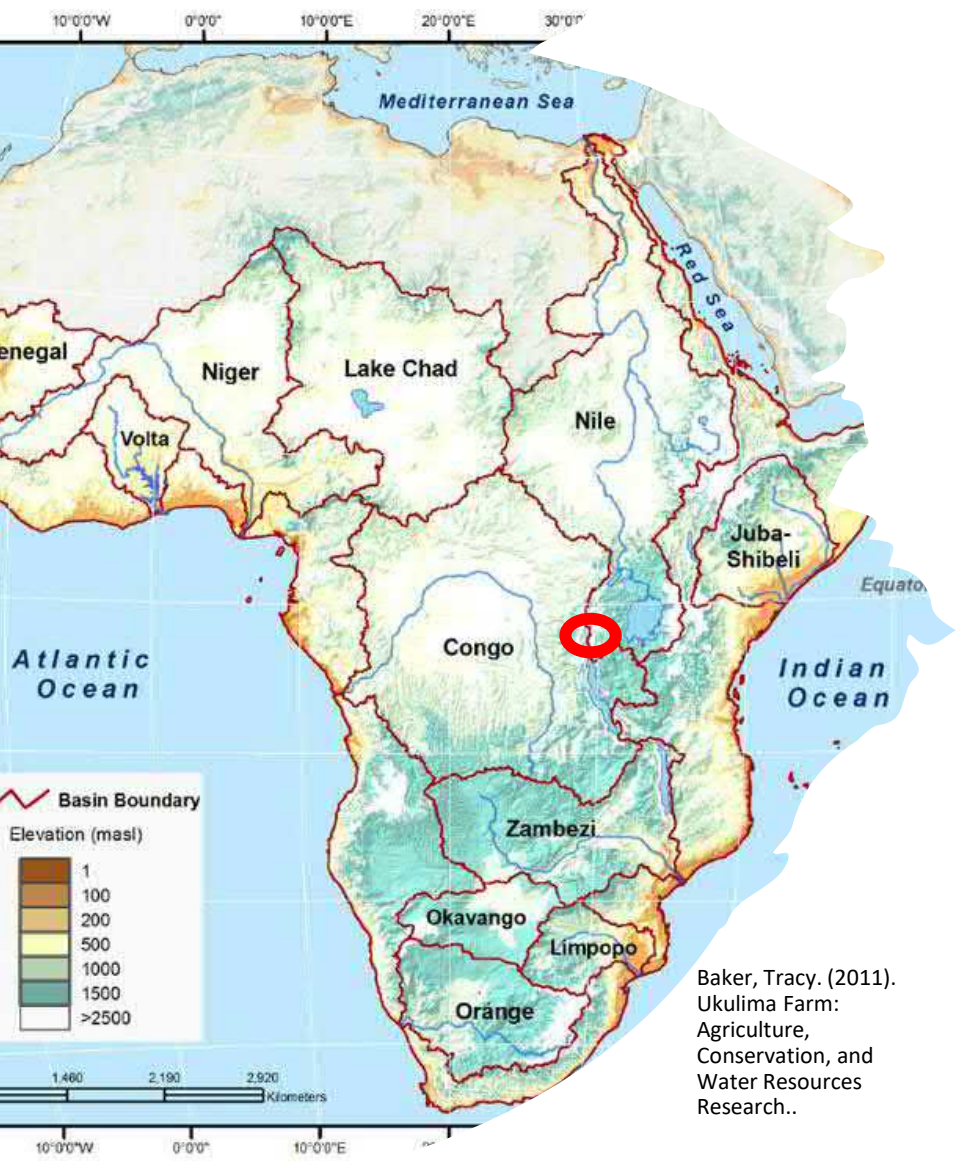 10°0'0"W 0°0'0" 10°0'0"E 20°0'0"E
Mediterranean Sea
Red Sea
enegal
Niger
Lake Chad
Nile
Volta
Juba-
Shibeli
Congo
Atlantic
Ocean
Indian
Ocean
Zambezi
Okavango
Limpopo
Orange
Basin Boundary
Elevation (masl)
1
100
200
500
1000
1500
>2500
1,460 2,190 2,920
Kilometers
10°0'0"W 0°0'0" 10°0'0"E
Baker, Tracy. (2011).
Ukulima Farm:
Agriculture,
Conservation, and
Water Resources
Research..